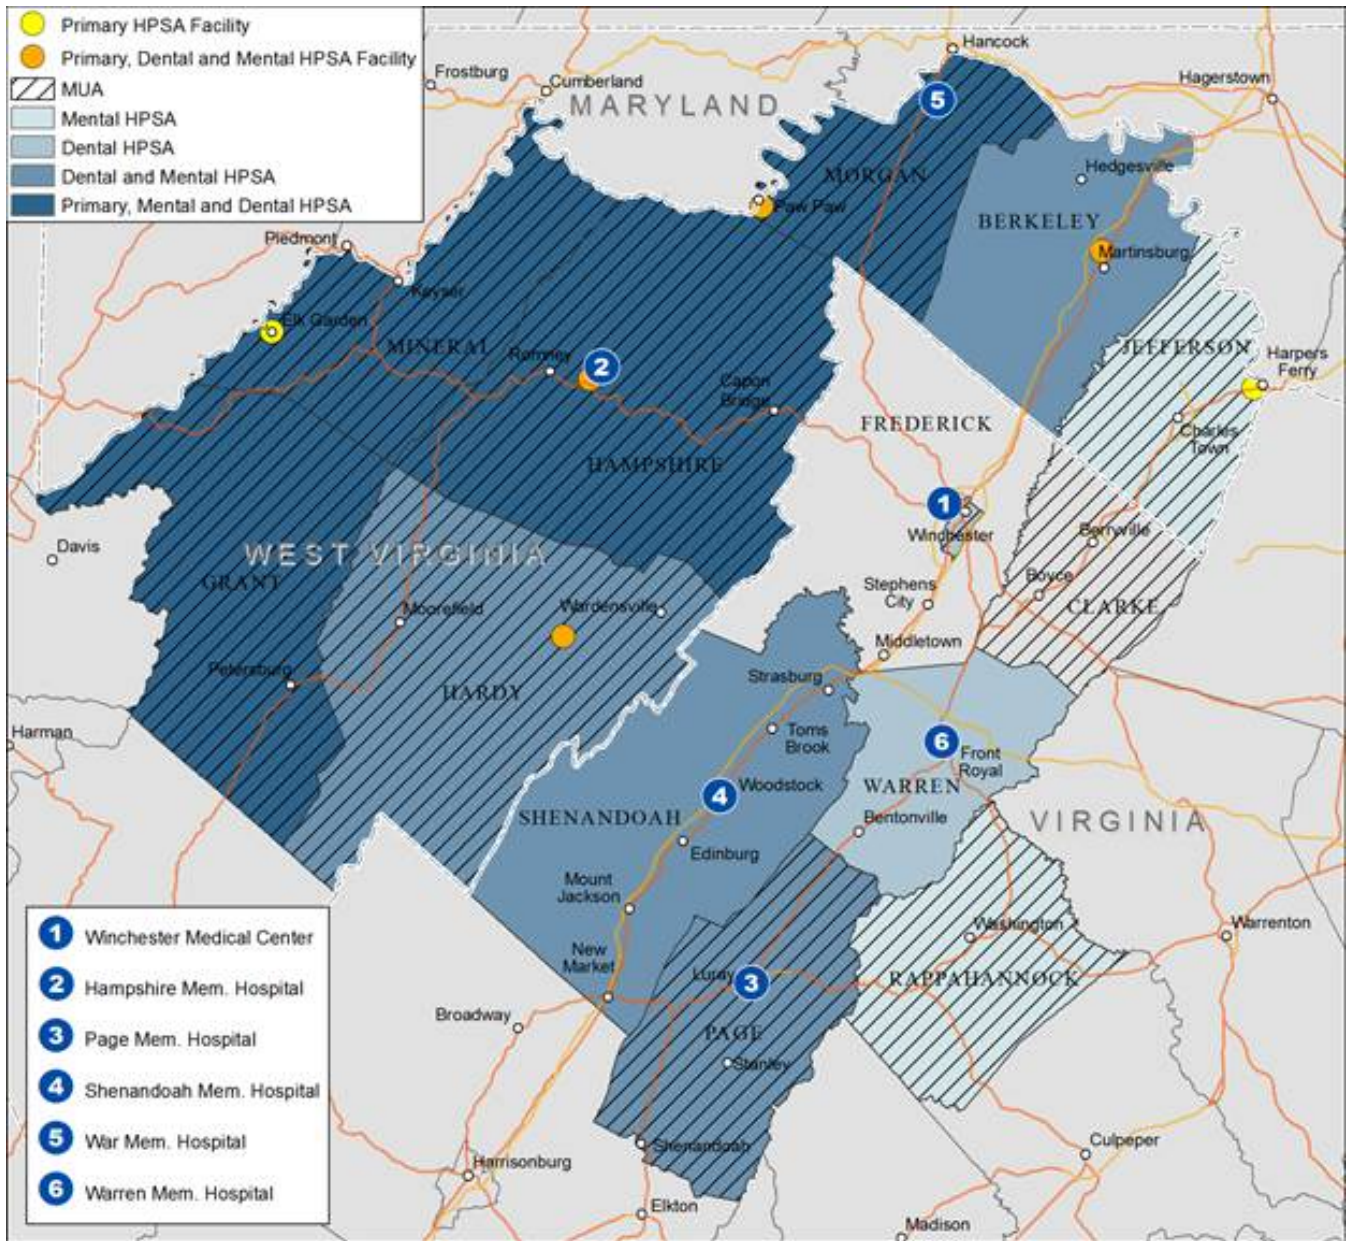 Primary HPSA Facility
Primary, Dental and Mental HPSA Facility
MUA
Mental HPSA
Dental HPSA
Dental and Mental HPSA
Primary, Mental and Dental HPSA
Hancock
Frostburg
Cumberland
Hagerstown
MARYLAND
5
MORGAN
Hedgesville
Paw Paw
BERKELEY
Piedmont
Martinsburg
Keyser
Elk Garden
MINERAL
JEFFERSON
Romney
2
Harpers
Ferry
Capon
Bridge
FREDERICK
Charles
Town
HAMPSHIRE
1
Winchester
Berryville
Davis
WEST VIRGINIA
GRANT
Boyce
CLARKE
Stephens
City
Moorefield
Wardensville
Middletown
Petersburg
HARDY
Strasburg
Harman
Toms
Brook
6
Front
Royal
4
Woodstock
WARREN
SHENANDOAH
VIRGINIA
Bentonville
Edinburg
Mount
Jackson
Washington
Warrenton
New
Market
Luray
3
RAPPAHANNOCK
Broadway
PAGE
Stanley
Shenandoah
Culpeper
Harrisonburg
Elkton
Madison
1 Winchester Medical Center
2 Hampshire Mem. Hospital
3 Page Mem. Hospital
4 Shenandoah Mem. Hospital
5 War Mem. Hospital
6 Warren Mem. Hospital